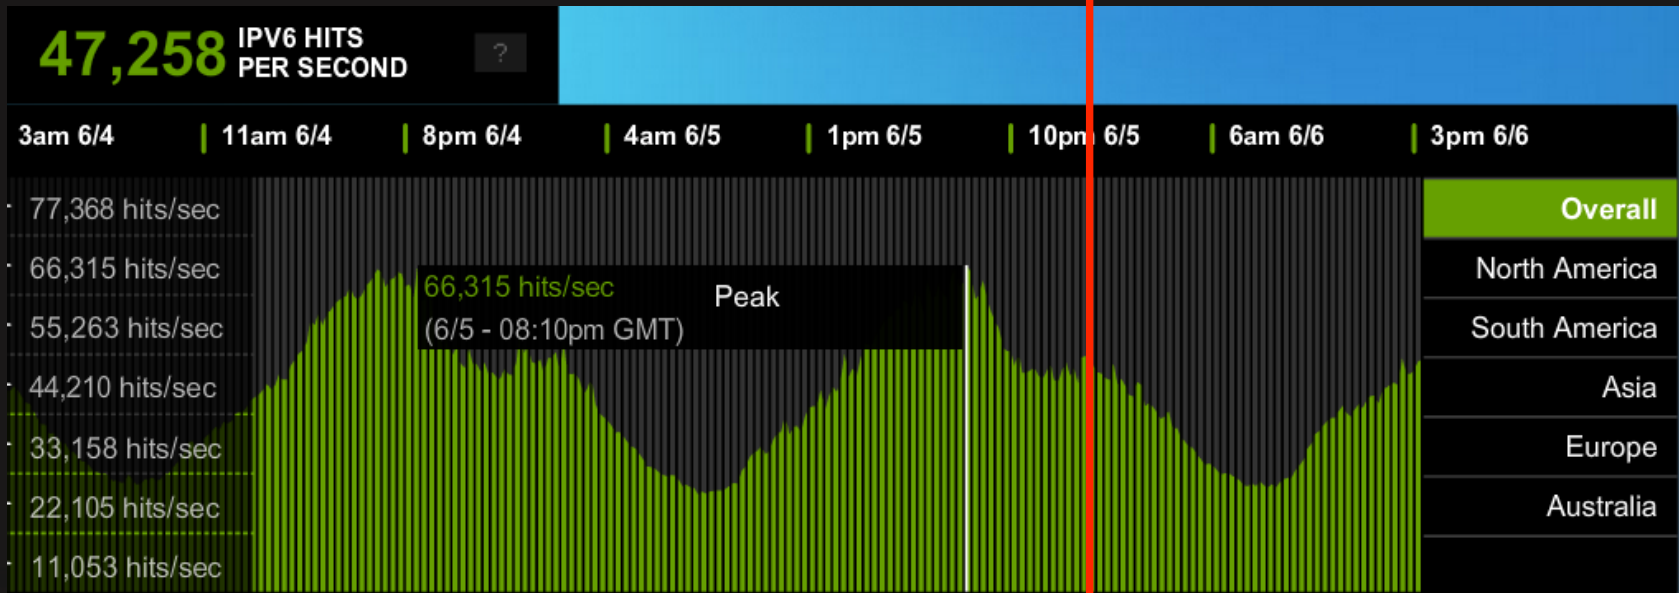 47,258 IPV6 HITS
PER SECOND
?
3am 6/4 11am 6/4 8pm 6/4 4am 6/5 1pm 6/5 10pm 6/5 6am 6/6 3pm 6/6
77,368 hits/sec
66,315 hits/sec
55,263 hits/sec
44,210 hits/sec
33,158 hits/sec
22,105 hits/sec
11,053 hits/sec
66,315 hits/sec Peak
(6/5 - 08:10pm GMT)
Overall
North America
South America
Asia
Europe
Australia